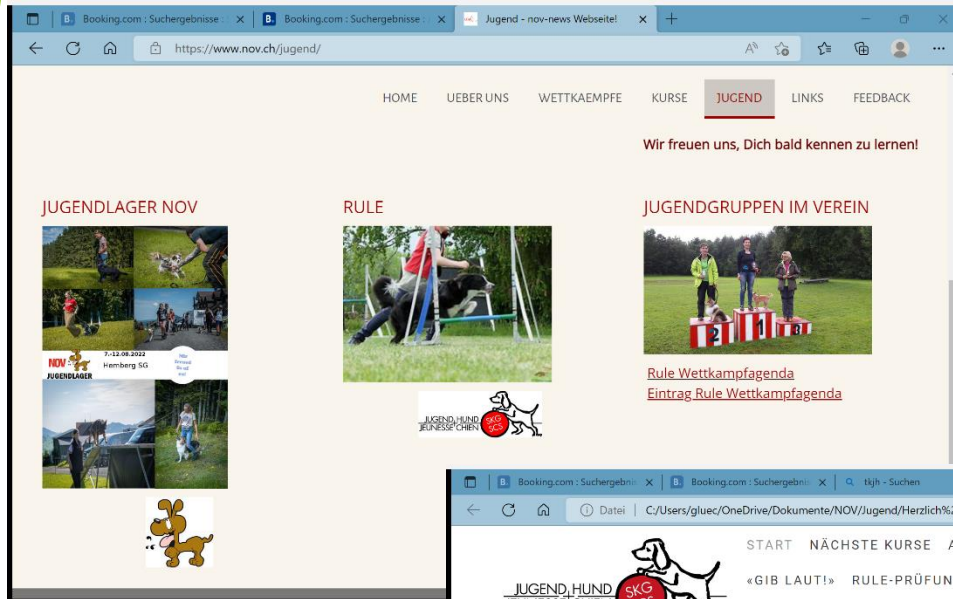 Booking.com : Suchergebnisse :
Booking.com : Suchergebnisse :
Jugend - nov-news Webseite!
https://www.nov.ch/jugend/
HOME UEBER UNS WETTKAEMPFE KURSE JUGEND LINKS FEEDBACK
Wir freuen uns, Dich bald kennen zu lernen!
JUGENDLAGER NOV
RULE
JUGENDGRUPPEN IM VEREIN
2 1 3
NOV
JUGENDLAGER
7.-12.08.2022
Hemberg SG
Rule Wettkampfagenda
Eintrag Rule Wettkampfagenda
JUGEND+HUND
JEUNESSE+CHIEN
SKG
SCS
Booking.com : Suchergebnis
Booking.com : Suchergebnis
tkjh - Suchen
Datei C:/Users/gluec/OneDrive/Dokumente/NOV/Jugend/Herzlich%2
START NÄCHSTE KURSE A
«GIB LAUT!» RULE-PRÜFUN
JUGEND+HUND
SKG